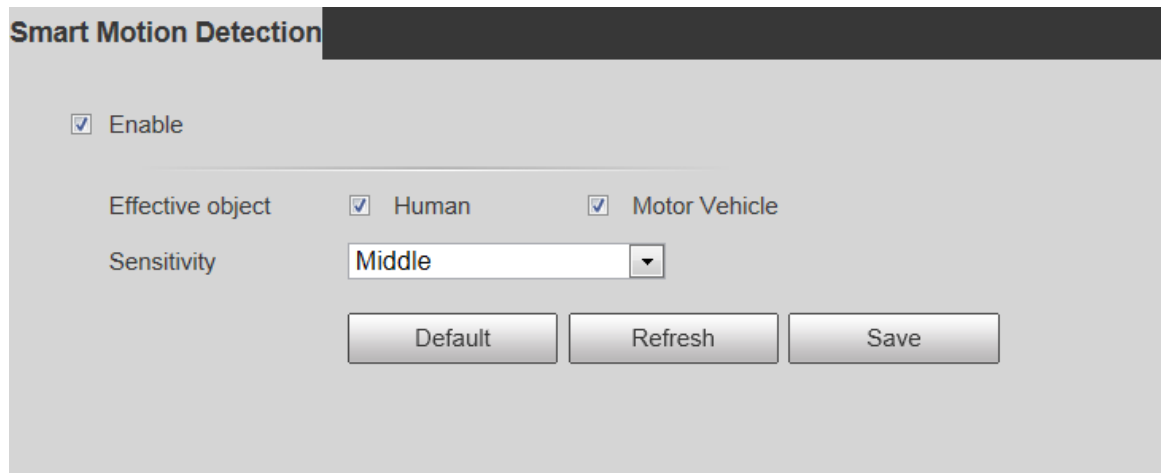 Smart Motion Detection
Enable
Effective object Human Motor Vehicle
Sensitivity Middle
Default Refresh Save